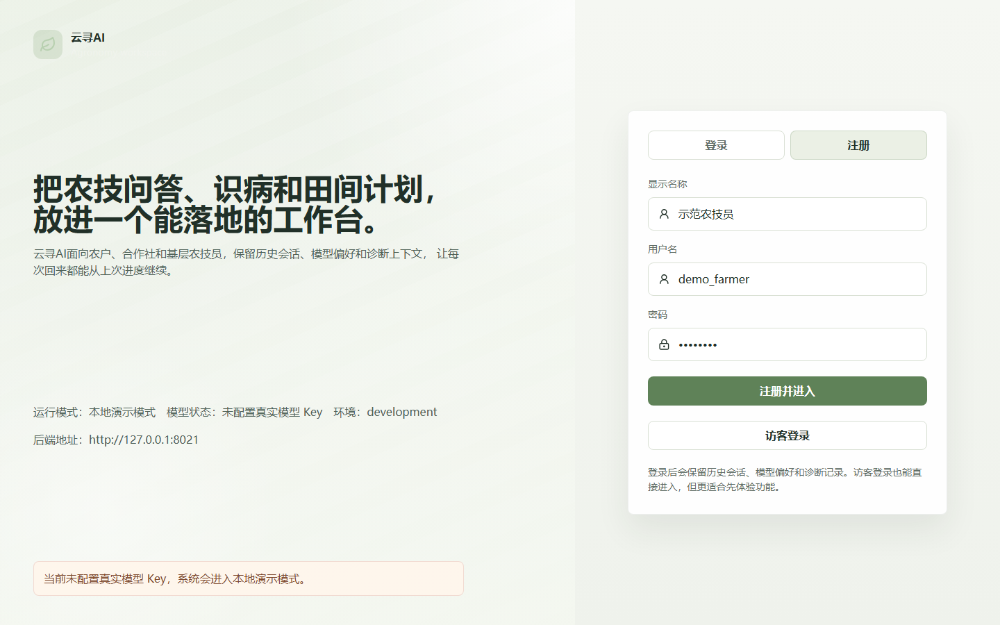 云寻AI
把农技问答、识病和田间计划，
放进一个能落地的工作台。
云寻AI面向农户、合作社和基层农技员，保留历史会话、模型偏好和诊断上下文， 让每
次回来都能从上次进度继续。
运行模式：本地演示模式 模型状态：未配置真实模型 Key 环境：development
后端地址：http://127.0.0.1:8021
当前未配置真实模型 Key，系统会进入本地演示模式。
登录 注册
显示名称
示范农技员
用户名
demo_farmer
密码
••••••••
注册并进入
访客登录
登录后会保留历史会话、模型偏好和诊断记录。访客登录也能直
接进入，但更适合先体验功能。